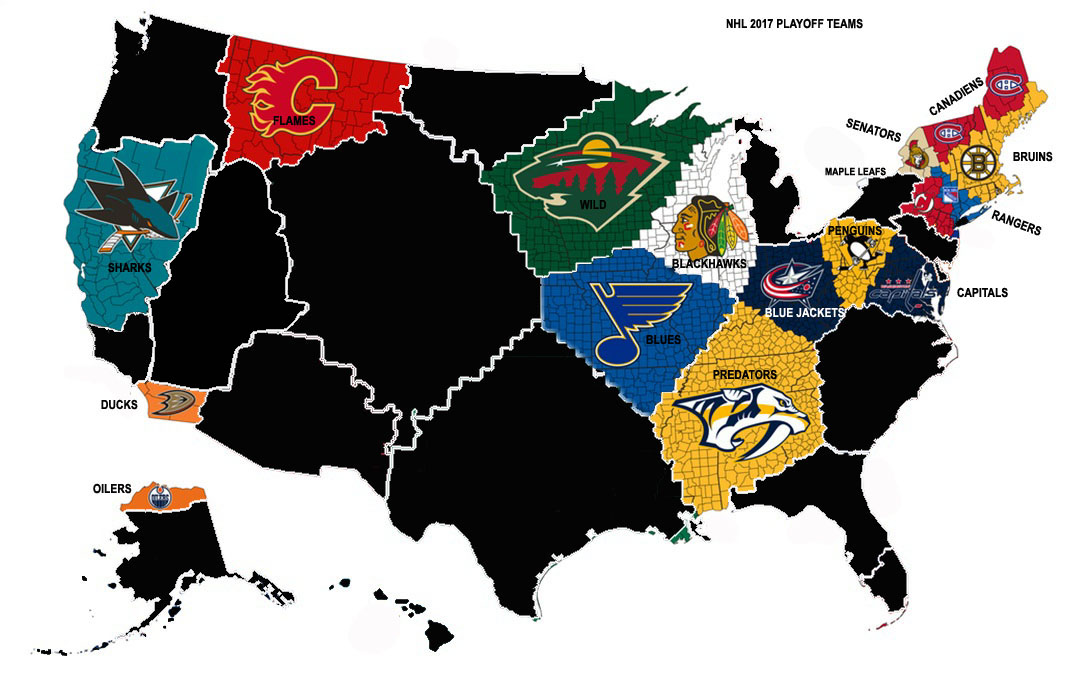 NHL 2017 PLAYOFF TEAMS
FLAMES
CANADIENS
SENATORS
BRUINS
MAPLE LEAFS
WILD
RANGERS
PENGUINS
SHARKS
BLACKHAWKS
capitals
CAPITALS
BLUE JACKETS
BLUES
PREDATORS
DUCKS
OILERS